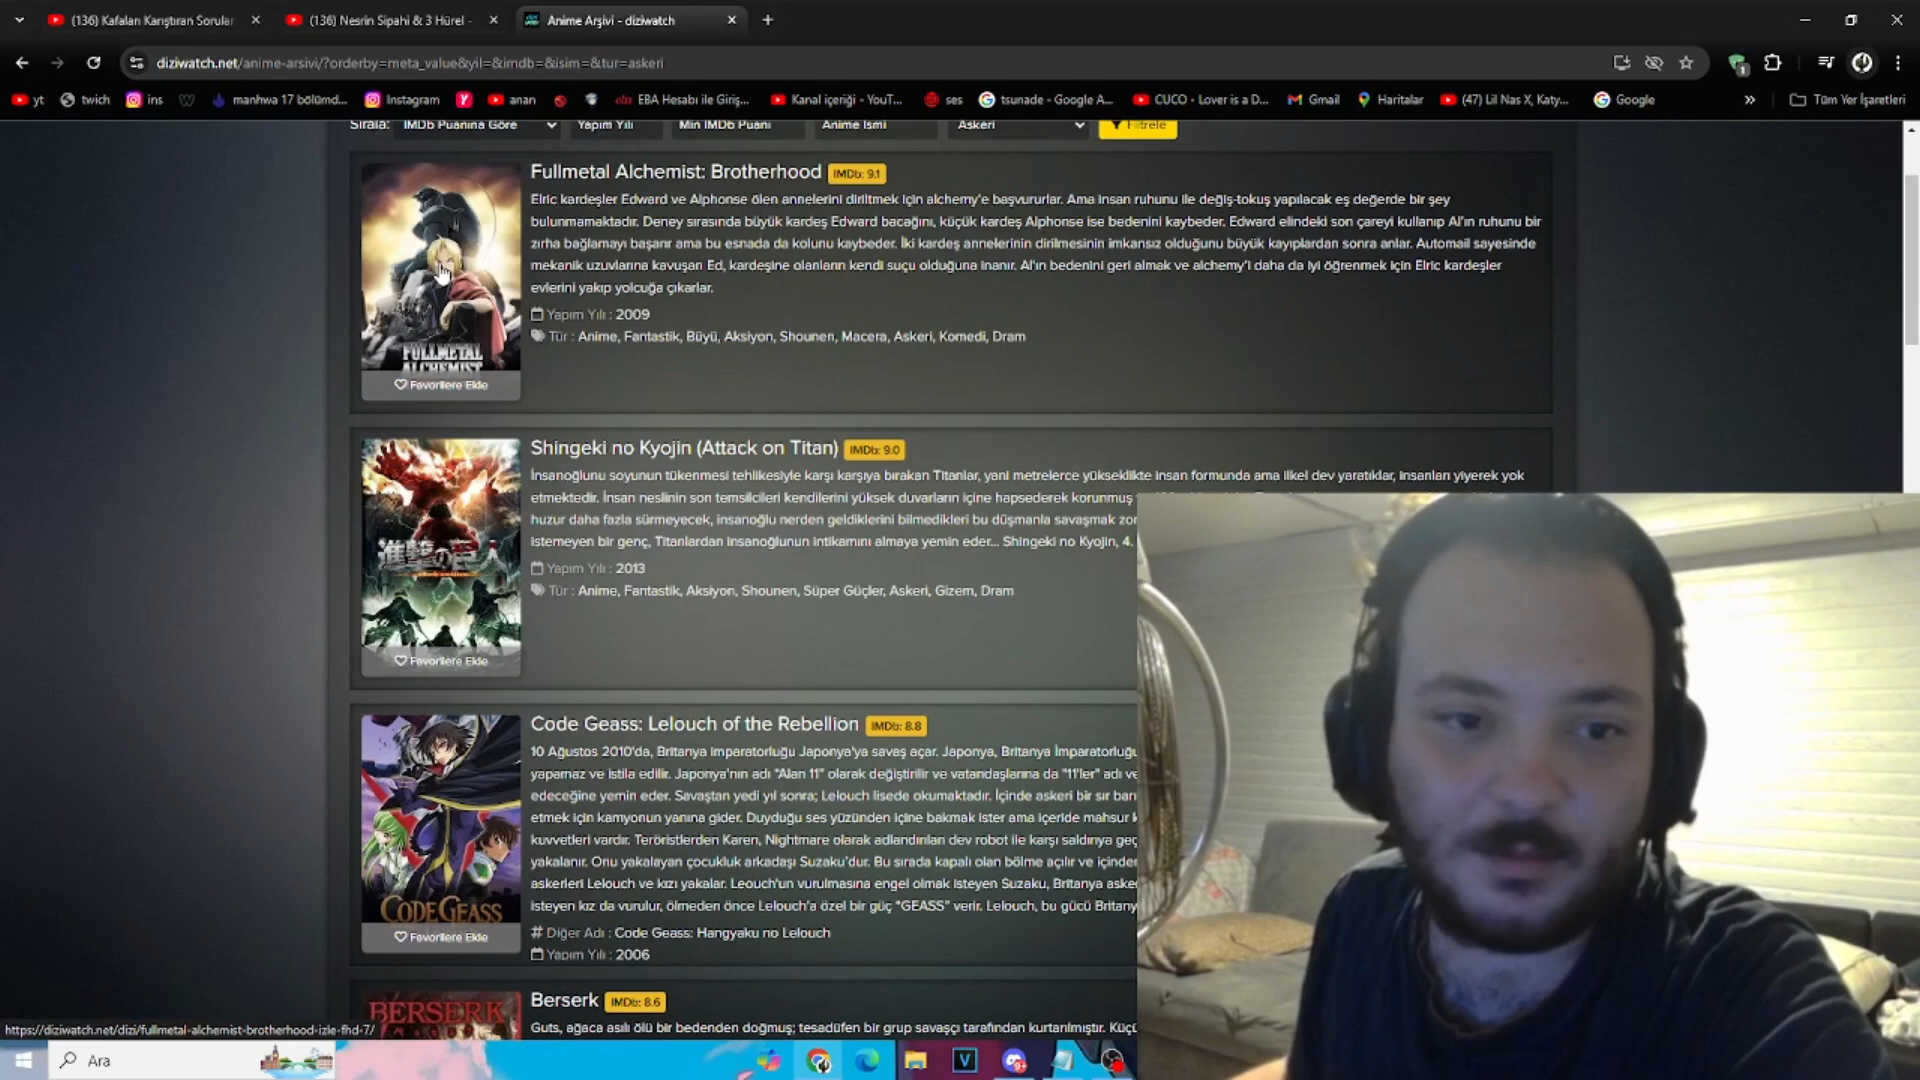 (136) Kafaları Karıştıran Sorular
(136) Nesrin Sipahi & 3 Hürel -
Anime Arşivi - diziwatch
diziwatch.net/anime-arsivi/?orderby=meta_value&yil=&imdb=&isim=&tur=askeri
yt
twich
ins
manhwa 17 bölümd...
Instagram
anan
EBA Hesabı ile Giriş...
Kanal içeriği - YouT...
ses
tsunade - Google A...
CUCO - Lover is a D...
Gmail
Haritalar
(47) Lil Nas X, Katy...
Google
Tüm Yer İşaretleri
Sırala: IMDb Puanına Göre Yapım Yılı Min IMDb Puanı Anime İsmi Askeri Filtrele
Fullmetal Alchemist: Brotherhood IMDb: 9.1
Elric kardeşler Edward ve Alphonse ölen annelerini diriltmek için alchemy'e başvururlar. Ama insan ruhunu ile değiş-tokuş yapılacak eş değerde bir şey
bulunmamaktadır. Deney sırasında büyük kardeş Edward bacağını, küçük kardeş Alphonse ise bedenini kaybeder. Edward elindeki son çareyi kullanıp Al'ın ruhunu bir
zırha bağlamayı başarır ama bu esnada da kolunu kaybeder. İki kardeş annelerinin dirilmesinin imkansız olduğunu büyük kayıplardan sonra anlar. Automail sayesinde
mekanik uzuvlarına kavuşan Ed, kardeşine olanların kendi suçu olduğuna inanır. Al'ın bedenini geri almak ve alchemy'i daha da iyi öğrenmek için Elric kardeşler
evlerini yakıp yolcuğa çıkarlar.
Yapım Yılı : 2009
Tür : Anime, Fantastik, Büyü, Aksiyon, Shounen, Macera, Askeri, Komedi, Dram
FULLMETAL
ALCHEMIST
Favorilere Ekle
Shingeki no Kyojin (Attack on Titan) IMDb: 9.0
İnsanoğlunu soyunun tükenmesi tehlikesiyle karşı karşıya bırakan Titanlar, yani metrelerce yükseklikte insan formunda ama ilkel dev yaratıklar, insanları yiyerek yok
etmektedir. İnsan neslinin son temsilcileri kendilerini yüksek duvarların içine hapsederek korunmuş
huzur daha fazla sürmeyecek, insanoğlu nerden geldiklerini bilmedikleri bu düşmanla savaşmak zor
istemeyen bir genç, Titanlardan insanoğlunun intikamını almaya yemin eder... Shingeki no Kyojin, 4.
Yapım Yılı : 2013
Tür : Anime, Fantastik, Aksiyon, Shounen, Süper Güçler, Askeri, Gizem, Dram
進撃の巨人
Favorilere Ekle
Code Geass: Lelouch of the Rebellion IMDb: 8.8
10 Ağustos 2010'da, Britanya imparatorluğu Japonya'ya savaş açar. Japonya, Britanya İmparatorluğu
yapamaz ve istila edilir. Japonya'nın adı "Alan 11" olarak değiştirilir ve vatandaşlarına da "11'ler" adı ve
edeceğine yemin eder. Savaştan yedi yıl sonra; Lelouch lisede okumaktadır. İçinde askeri bir sır barı
etmek için kamyonun yanına gider. Duyduğu ses yüzünden içine bakmak ister ama içeride mahsur k
kuvvetleri vardır. Teröristlerden Karen, Nightmare olarak adlandırılan dev robot ile karşı saldırıya geç
yakalanır. Onu yakalayan çocukluk arkadaşı Suzaku'dur. Bu sırada kapalı olan bölme açılır ve içinden
askerleri Lelouch ve kızı yakalar. Leouch'un vurulmasına engel olmak isteyen Suzaku, Britanya aske
isteyen kız da vurulur, ölmeden önce Lelouch'a özel bir güç "GEASS" verir. Lelouch, bu gücü Britany
# Diğer Adı : Code Geass: Hangyaku no Lelouch
Yapım Yılı : 2006
CODE GEASS
Favorilere Ekle
Berserk IMDb: 8.6
Guts, ağaca asılı ölü bir bedenden doğmuş; tesadüfen bir grup savaşçı tarafından kurtarılmıştır. Küçü
BERSERK
https://diziwatch.net/dizi/fullmetal-alchemist-brotherhood-izle-fhd-7/
Ara